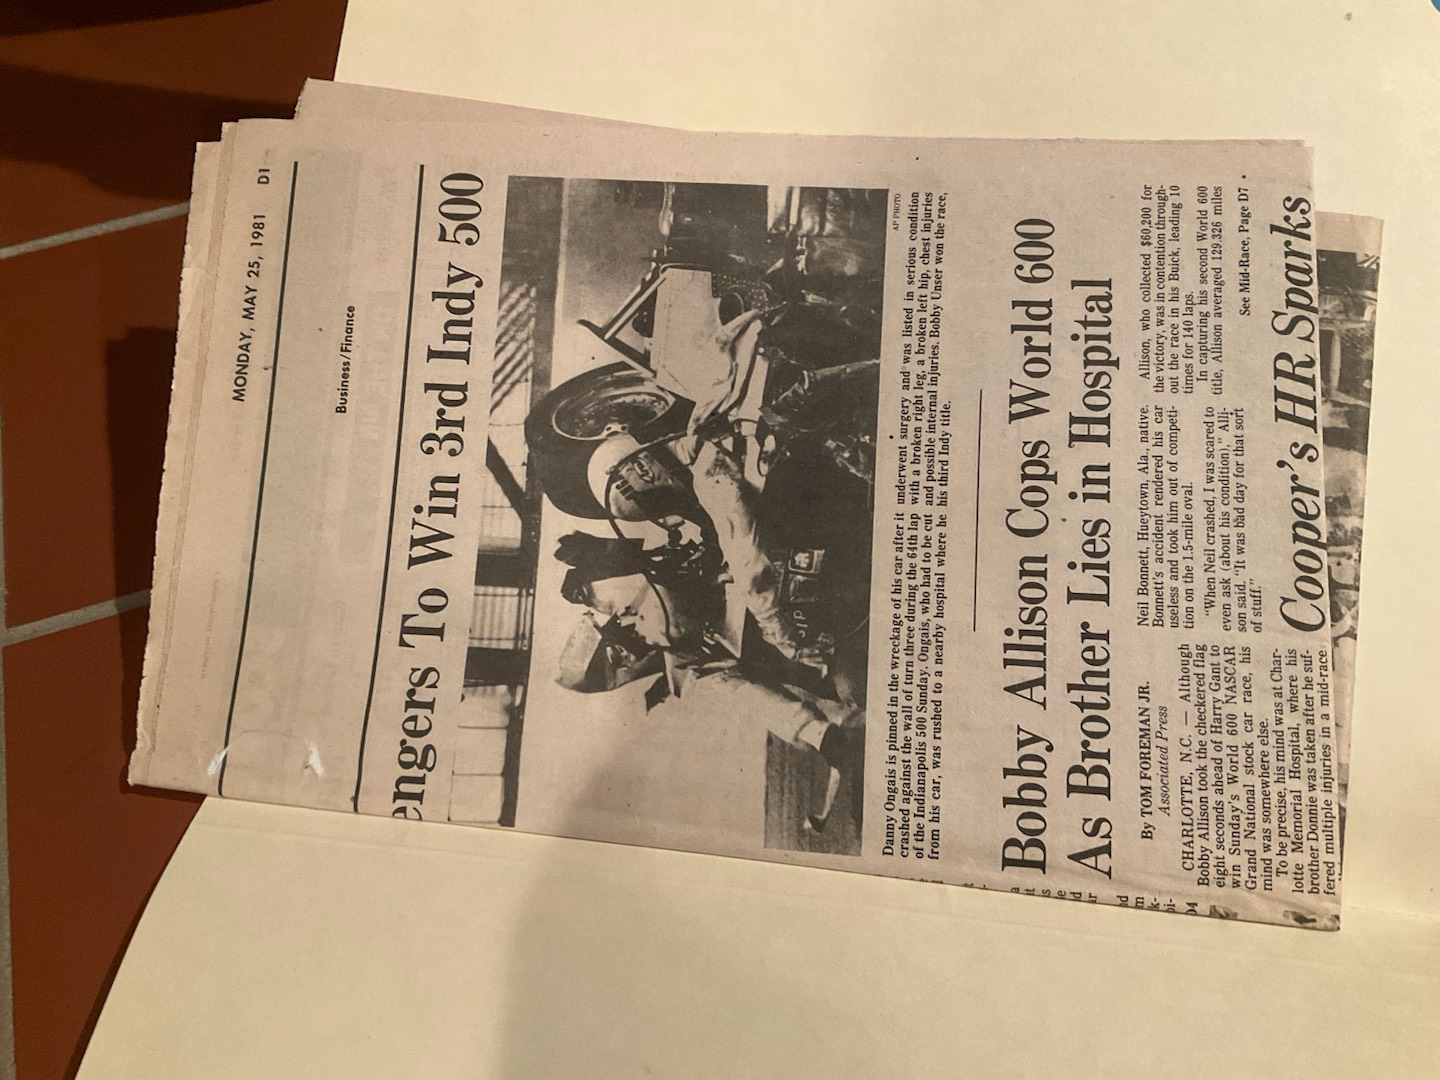 MONDAY, MAY 25, 1981 D1
Business/Finance
engers To Win 3rd Indy 500
AP PHOTO
Danny Ongais is pinned in the wreckage of his car after it
crashed against the wall of turn three during the 64th lap
of the Indianapolis 500 Sunday. Ongais, who had to be cut
from his car, was rushed to a nearby hospital where he
underwent surgery and was listed in serious condition
with a broken right leg, a broken left hip, chest injuries
and possible internal injuries. Bobby Unser won the race,
his third Indy title.
Bobby Allison Cops World 600
As Brother Lies in Hospital
By TOM FOREMAN JR.
Associated Press
CHARLOTTE, N.C. — Although
Bobby Allison took the checkered flag
eight seconds ahead of Harry Gant to
win Sunday's World 600 NASCAR
Grand National stock car race, his
mind was somewhere else.
To be precise, his mind was at Char-
lotte Memorial Hospital, where his
brother Donnie was taken after he suf-
fered multiple injuries in a mid-race
Neil Bonnett, Hueytown, Ala., native.
Bonnett's accident rendered his car
useless and took him out of competi-
tion on the 1.5-mile oval.
"When Neil crashed, I was scared to
even ask (about his condition)," Alli-
son said. "It was bad day for that sort
of stuff."
Allison, who collected $60,200 for
the victory, was in contention through-
out the race in his Buick, leading 10
times for 140 laps.
In capturing his second World 600
title, Allison averaged 129.326 miles
See Mid-Race, Page D7
Cooper's HR Sparks